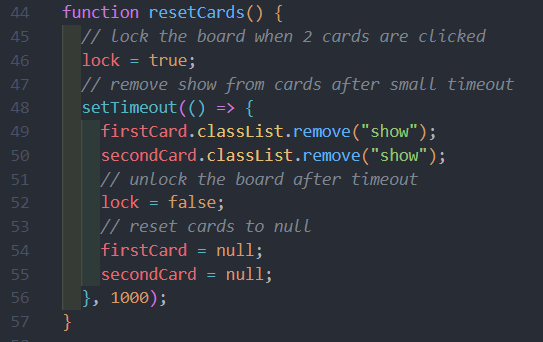 44 function resetCards() {
45 // lock the board when 2 cards are clicked
46 lock = true;
47 // remove show from cards after small timeout
48 setTimeout(() => {
49 firstCard.classList.remove("show");
50 secondCard.classList.remove("show");
51 // unlock the board after timeout
52 lock = false;
53 // reset cards to null
54 firstCard = null;
55 secondCard = null;
56 }, 1000);
57 }